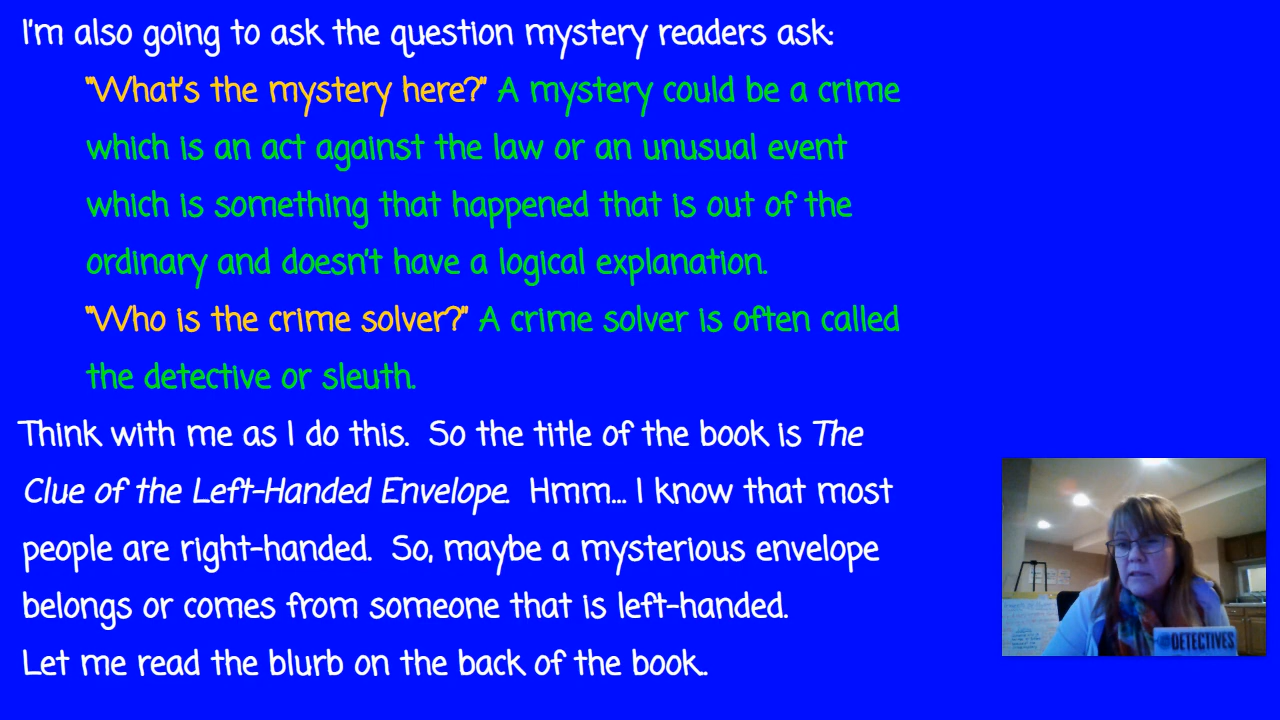 I'm also going to ask the question mystery readers ask:
"What's the mystery here?" A mystery could be a crime
which is an act against the law or an unusual event
which is something that happened that is out of the
ordinary and doesn't have a logical explanation.
"Who is the crime solver?" A crime solver is often called
the detective or sleuth.
Think with me as I do this.  So the title of the book is The
Clue of the Left-Handed Envelope.  Hmm... I know that most
people are right-handed.  So, maybe a mysterious envelope
belongs or comes from someone that is left-handed.
Let me read the blurb on the back of the book..
DETECTIVES